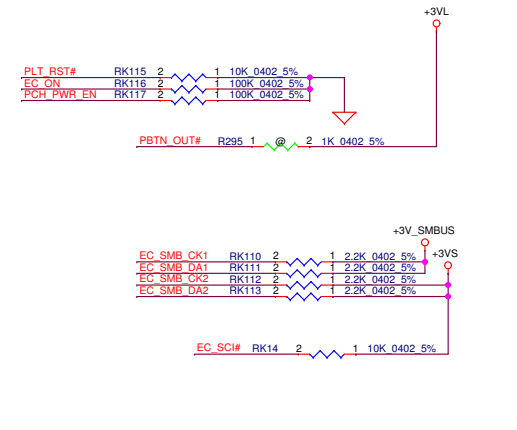 +3VL
PLT_RST# RK115 2 1 10K_0402_5%
EC_ON RK116 2 1 100K_0402_5%
PCH_PWR_EN RK117 2 1 100K_0402_5%
PBTN_OUT# R295 1 @ 2 1K_0402_5%
+3V_SMBUS
+3VS
EC_SMB_CK1 RK110 2 1 2.2K_0402_5%
EC_SMB_DA1 RK111 2 1 2.2K_0402_5%
EC_SMB_CK2 RK112 2 1 2.2K_0402_5%
EC_SMB_DA2 RK113 2 1 2.2K_0402_5%
EC_SCI# RK14 2 1 10K_0402_5%